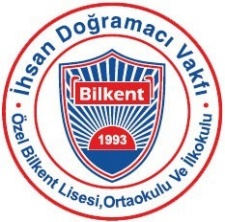 İhsan Doğramacı Vakfı
Bilkent
1993
Özel Bilkent Lisesi,Ortaokulu Ve İlkokulu